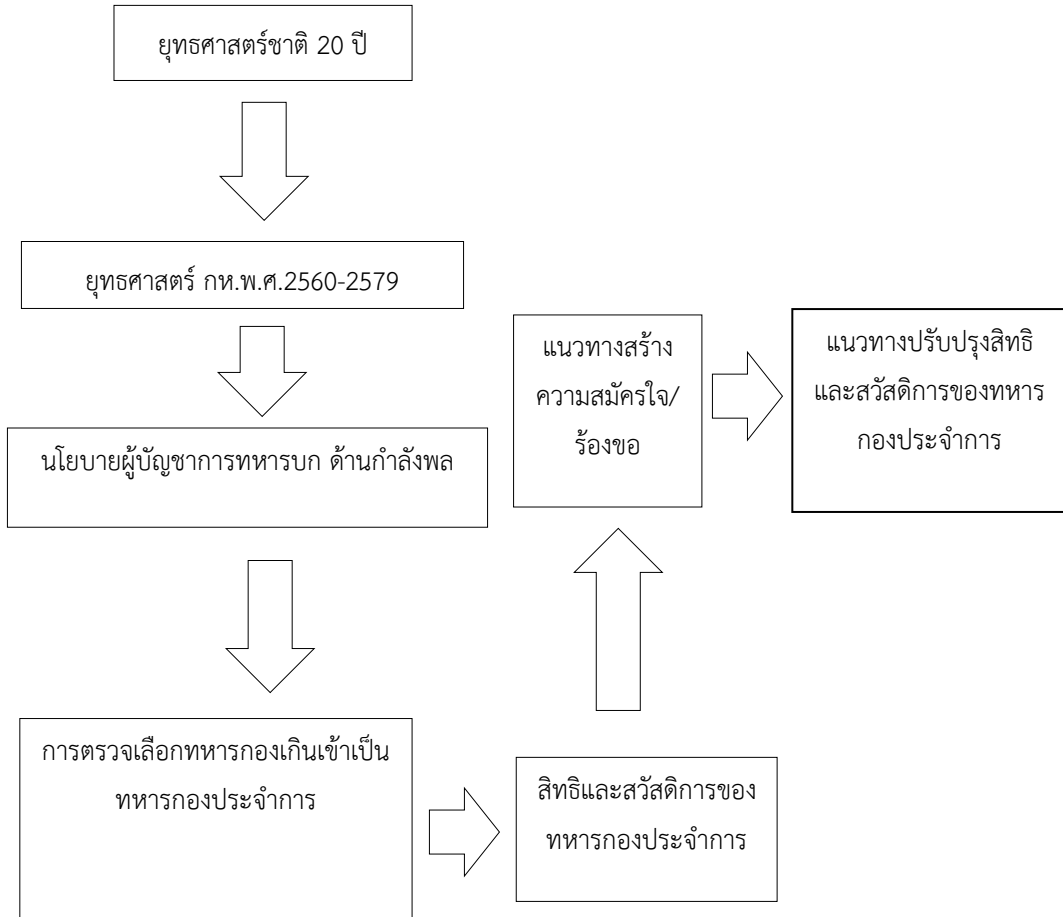 ยุทธศาสตร์ชาติ 20 ปี
ยุทธศาสตร์ กห.พ.ศ.2560-2579
นโยบายผู้บัญชาการทหารบก ด้านกำลังพล
การตรวจเลือกทหารกองเกินเข้าเป็น
ทหารกองประจำการ
สิทธิและสวัสดิการของ
ทหารกองประจำการ
แนวทางสร้าง
ความสมัครใจ/
ร้องขอ
แนวทางปรับปรุงสิทธิ
และสวัสดิการของทหาร
กองประจำการ